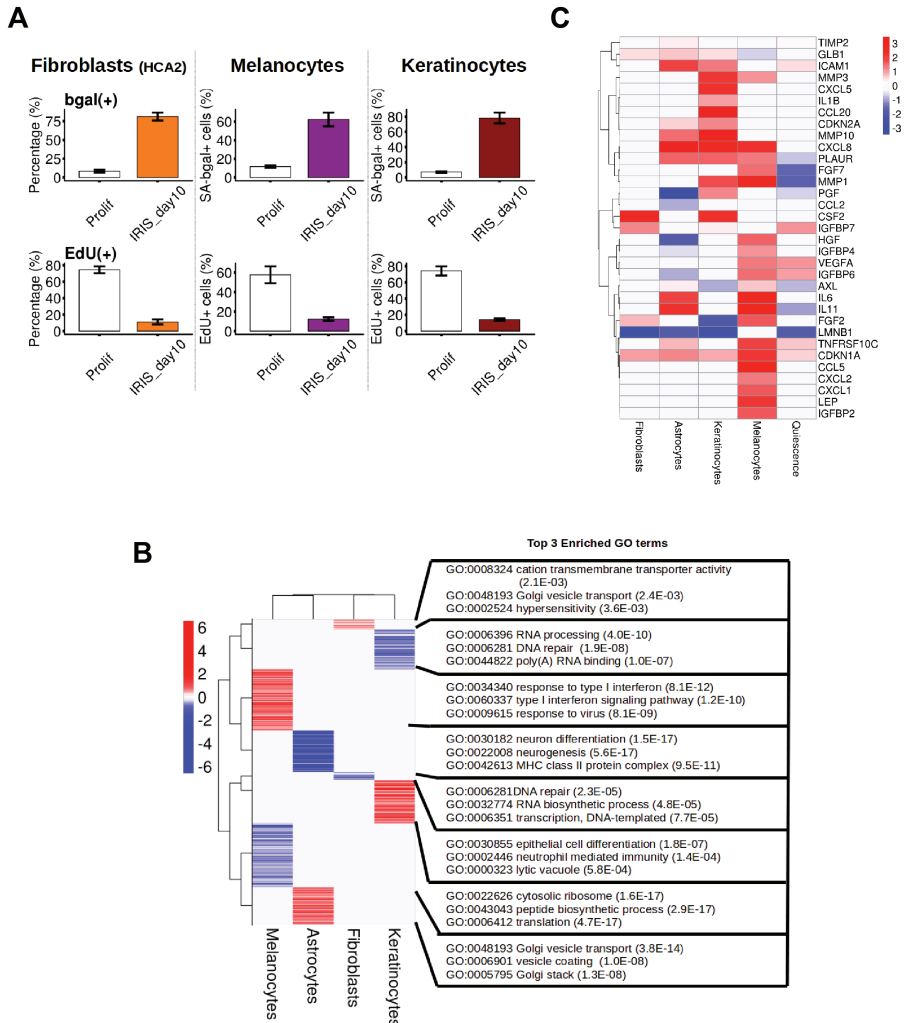 A
Fibroblasts (HCA2)
Melanocytes
Keratinocytes
bgal(+)
Percentage (%)
75
50
25
0
Prolif
IRIS_day10
SA-bgal+ cells (%)
60
40
20
0
Prolif
IRIS_day10
SA-bgal+ cells (%)
80
60
40
20
0
Prolif
IRIS_day10
EdU(+)
Percentage (%)
80
60
40
20
0
Prolif
IRIS_day10
EdU+ cells (%)
60
40
20
0
Prolif
IRIS_day10
EdU+ cells (%)
80
60
40
20
0
Prolif
IRIS_day10
C
TIMP2
GLB1
ICAM1
MMP3
CXCL5
IL1B
CCL20
CDKN2A
MMP10
CXCL8
PLAUR
FGF7
MMP1
PGF
CCL2
CSF2
IGFBP7
HGF
IGFBP4
VEGFA
IGFBP6
AXL
IL6
IL11
FGF2
LMNB1
TNFRSF10C
CDKN1A
CCL5
CXCL2
CXCL1
LEP
IGFBP2
3
2
1
0
-1
-2
-3
Fibroblasts
Astrocytes
Keratinocytes
Melanocytes
Quiescence
B
Top 3 Enriched GO terms
6
4
2
0
-2
-4
-6
GO:0008324 cation transmembrane transporter activity
(2.1E-03)
GO:0048193 Golgi vesicle transport (2.4E-03)
GO:0002524 hypersensitivity (3.6E-03)
GO:0006396 RNA processing (4.0E-10)
GO:0006281 DNA repair (1.9E-08)
GO:0044822 poly(A) RNA binding (1.0E-07)
GO:0034340 response to type I interferon (8.1E-12)
GO:0060337 type I interferon signaling pathway (1.2E-10)
GO:0009615 response to virus (8.1E-09)
GO:0030182 neuron differentiation (1.5E-17)
GO:0022008 neurogenesis (5.6E-17)
GO:0042613 MHC class II protein complex (9.5E-11)
GO:0006281DNA repair (2.3E-05)
GO:0032774 RNA biosynthetic process (4.8E-05)
GO:0006351 transcription, DNA-templated (7.7E-05)
GO:0030855 epithelial cell differentiation (1.8E-07)
GO:0002446 neutrophil mediated immunity (1.4E-04)
GO:0000323 lytic vacuole (5.8E-04)
GO:0022626 cytosolic ribosome (1.6E-17)
GO:0043043 peptide biosynthetic process (2.9E-17)
GO:0006412 translation (4.7E-17)
GO:0048193 Golgi vesicle transport (3.8E-14)
GO:0006901 vesicle coating (1.0E-08)
GO:0005795 Golgi stack (1.3E-08)
Melanocytes
Astrocytes
Fibroblasts
Keratinocytes